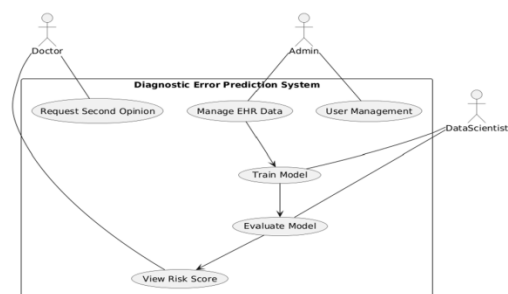 Doctor
Admin
Diagnostic Error Prediction System
Request Second Opinion
Manage EHR Data
User Management
DataScientist
Train Model
Evaluate Model
View Risk Score